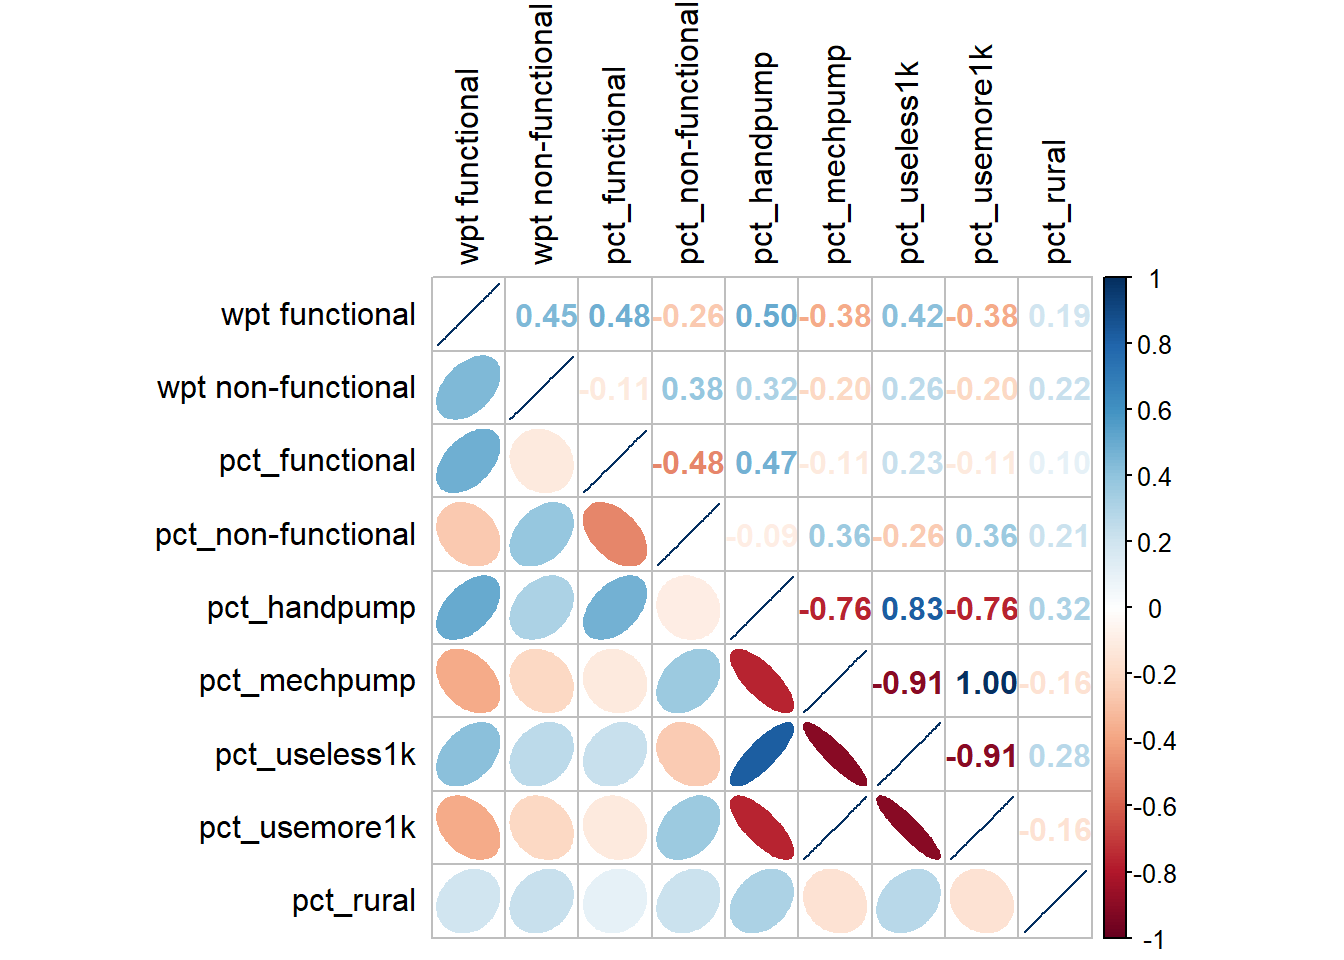 wpt functional
wpt non-functional
pct_functional
pct_non-functional
pct_handpump
pct_mechpump
pct_useless1k
pct_usemore1k
pct_rural
wpt functional 0.45 0.48 -0.26 0.50 -0.38 0.42 -0.38 0.19
wpt non-functional -0.11 0.38 0.32 -0.20 0.26 -0.20 0.22
pct_functional -0.48 0.47 -0.11 0.23 -0.11 0.10
pct_non-functional -0.09 0.36 -0.26 0.36 0.21
pct_handpump -0.76 0.83 -0.76 0.32
pct_mechpump -0.91 1.00 -0.16
pct_useless1k -0.91 0.28
pct_usemore1k -0.16
pct_rural
1
0.8
0.6
0.4
0.2
0
-0.2
-0.4
-0.6
-0.8
-1